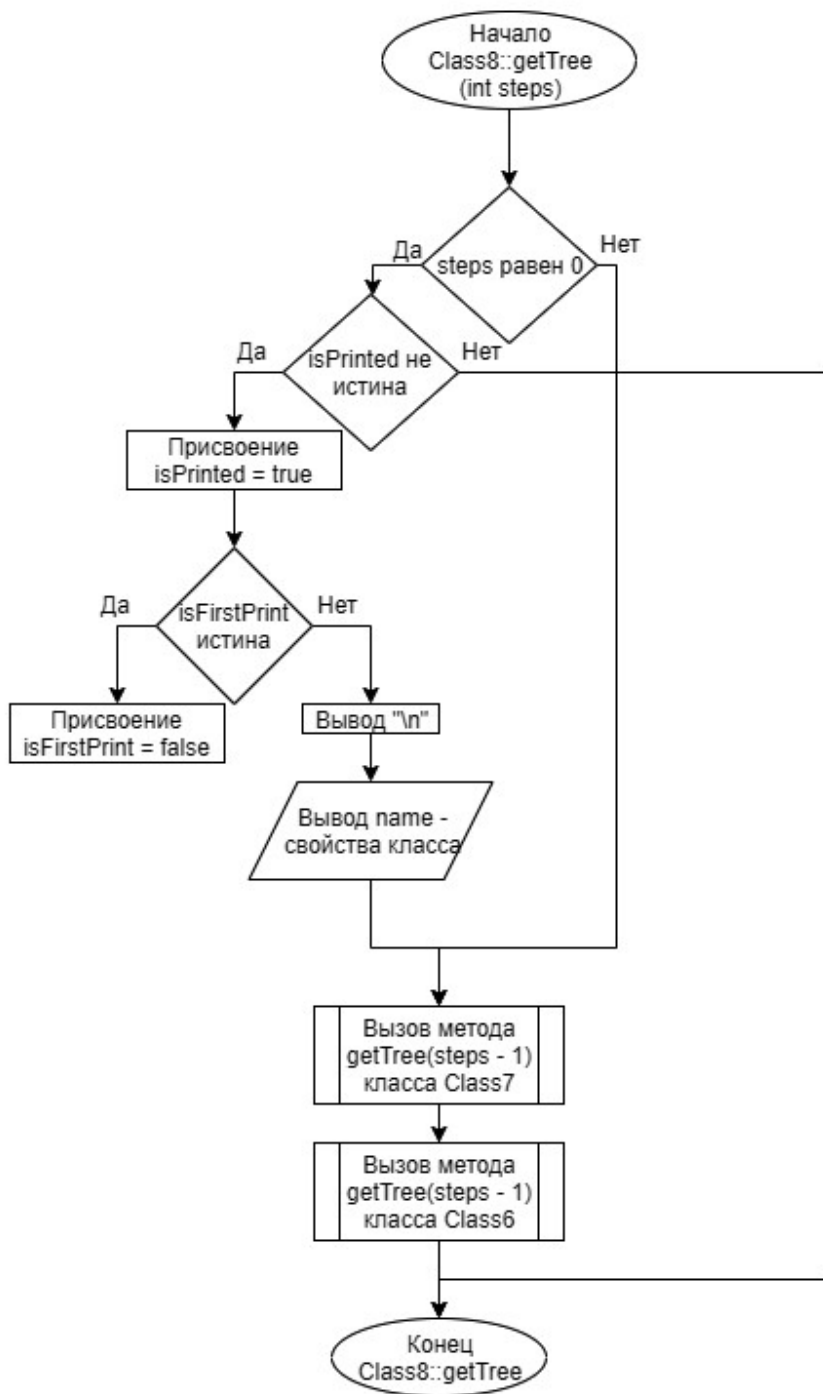 Начало
Class8::getTree
(int steps)
Да
steps равен 0
Нет
Да
isPrinted не
истина
Нет
Присвоение
isPrinted = true
Да
isFirstPrint
истина
Нет
Присвоение
isFirstPrint = false
Вывод "\n"
Вывод name -
свойства класса
Вызов метода
getTree(steps - 1)
класса Class7
Вызов метода
getTree(steps - 1)
класса Class6
Конец
Class8::getTree